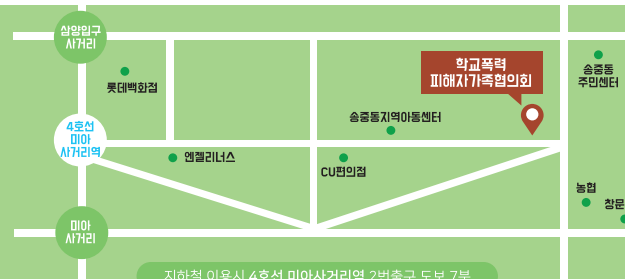 삼양입구
사거리
롯데백화점
학교폭력
피해자가족협의회
송중동
주민센터
송중동지역아동센터
4호선
미아
사거리역
엔젤리너스
CU편의점
농협
창문
미아
사거리
지하철 이용시 4호선 미아사거리역 2번출구 도보 7분